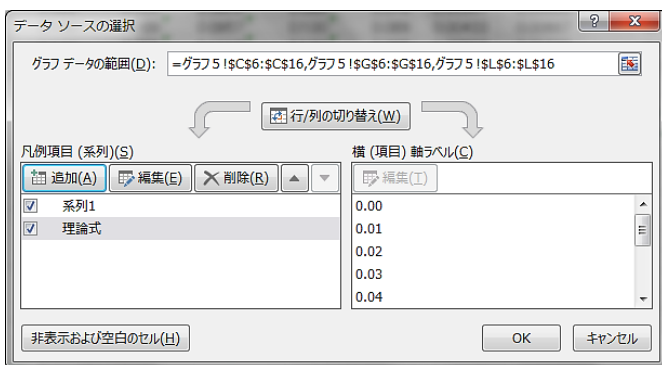 データ ソースの選択
グラフ データの範囲(D): =グラフ5!$C$6:$C$16,グラフ5!$G$6:$G$16,グラフ5!$L$6:$L$16
行/列の切り替え(W)
凡例項目 (系列)(S)
追加(A) 編集(E) 削除(R)
系列1
理論式
横 (項目) 軸ラベル(C)
編集(T)
0.00
0.01
0.02
0.03
0.04
非表示および空白のセル(H) OK キャンセル